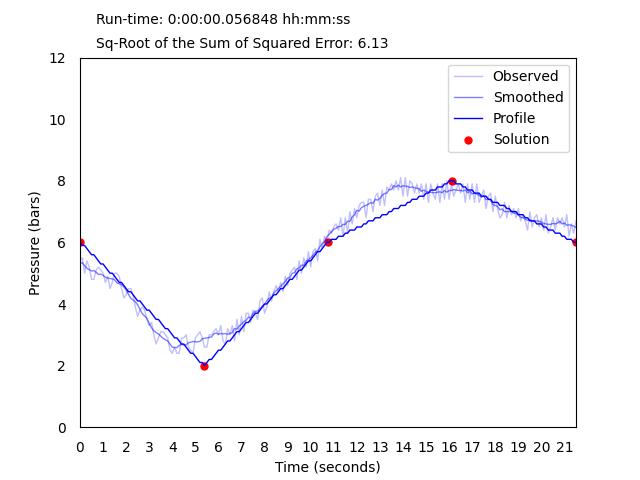 Run-time: 0:00:00.056848 hh:mm:ss
Sq-Root of the Sum of Squared Error: 6.13
Observed
Smoothed
Profile
Solution
12
10
8
6
4
2
0
Pressure (bars)
0 1 2 3 4 5 6 7 8 9 10 11 12 13 14 15 16 17 18 19 20 21
Time (seconds)